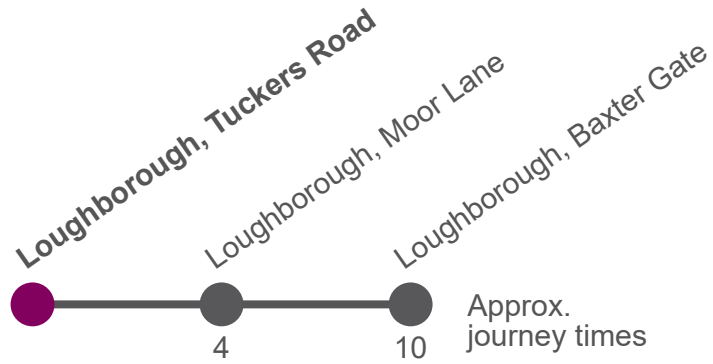 Loughborough, Tuckers Road
Loughborough, Moor Lane
Loughborough, Baxter Gate
4
10
Approx.
journey times